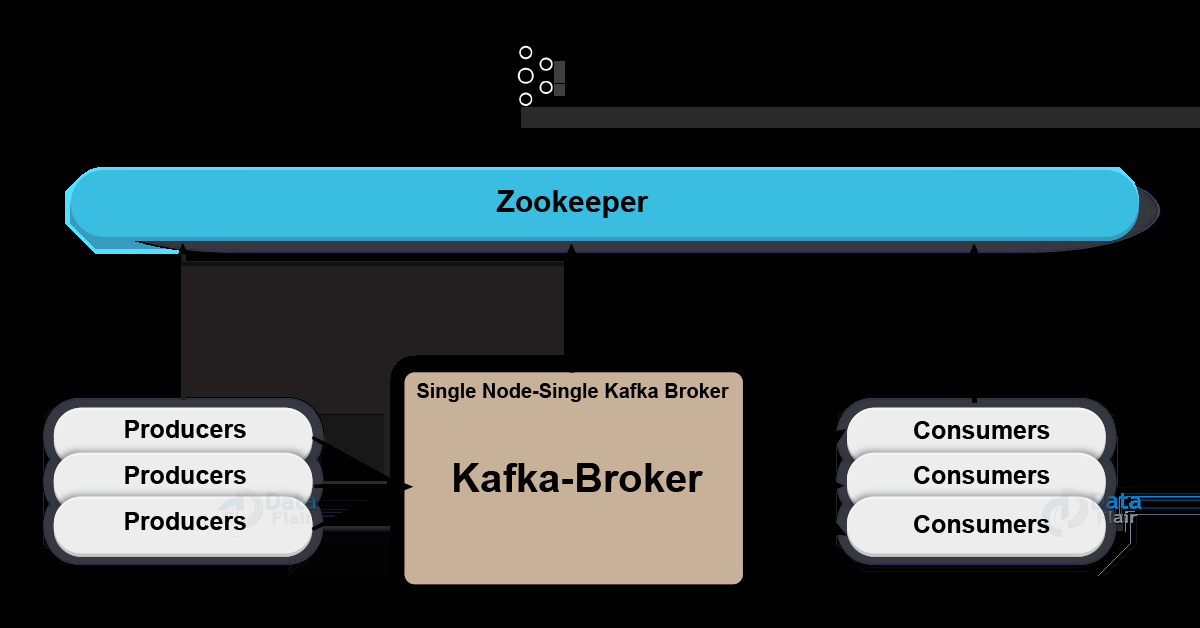 Zookeeper
Single Node-Single Kafka Broker
Kafka-Broker
Producers
Producers
Producers
Consumers
Consumers
Consumers
Data
Flair
Data
Flair